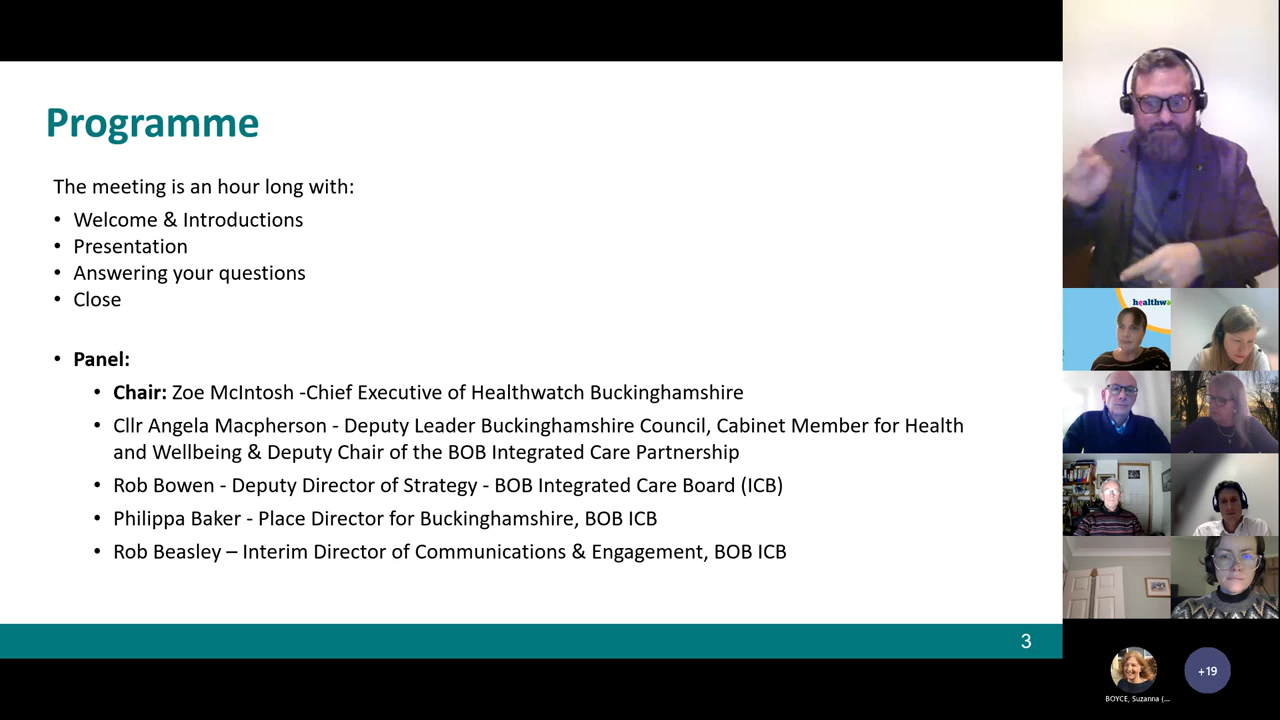 Programme
The meeting is an hour long with:
• Welcome & Introductions
• Presentation
• Answering your questions
• Close
• Panel:
• Chair: Zoe McIntosh -Chief Executive of Healthwatch Buckinghamshire
• Cllr Angela Macpherson - Deputy Leader Buckinghamshire Council, Cabinet Member for Health
and Wellbeing & Deputy Chair of the BOB Integrated Care Partnership
• Rob Bowen - Deputy Director of Strategy - BOB Integrated Care Board (ICB)
• Philippa Baker - Place Director for Buckinghamshire, BOB ICB
• Rob Beasley – Interim Director of Communications & Engagement, BOB ICB
3
healthwa
BOYCE, Suzanna (...
+19